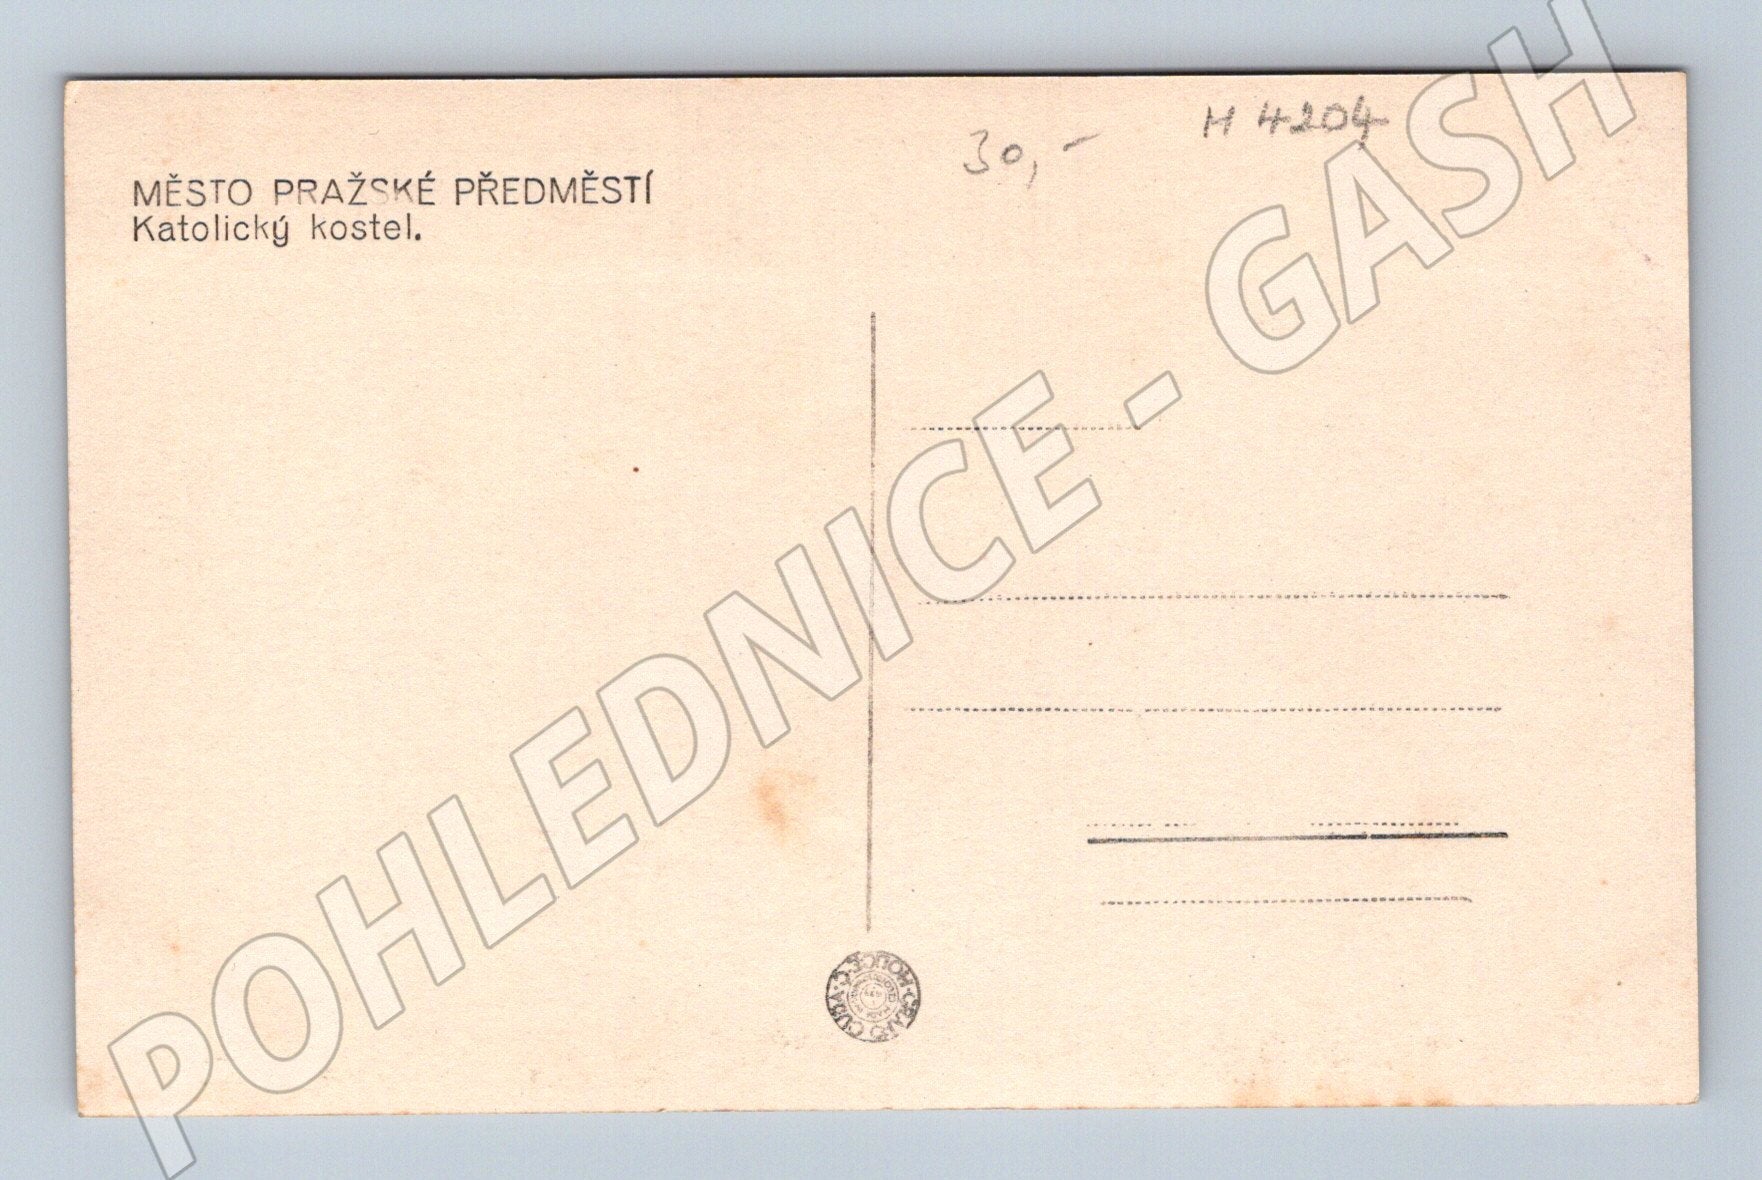 MĚSTO PRAŽSKÉ PŘEDMĚSTÍ
Katolický kostel.
30,-
H 4204
POHLEDNICE - GASH